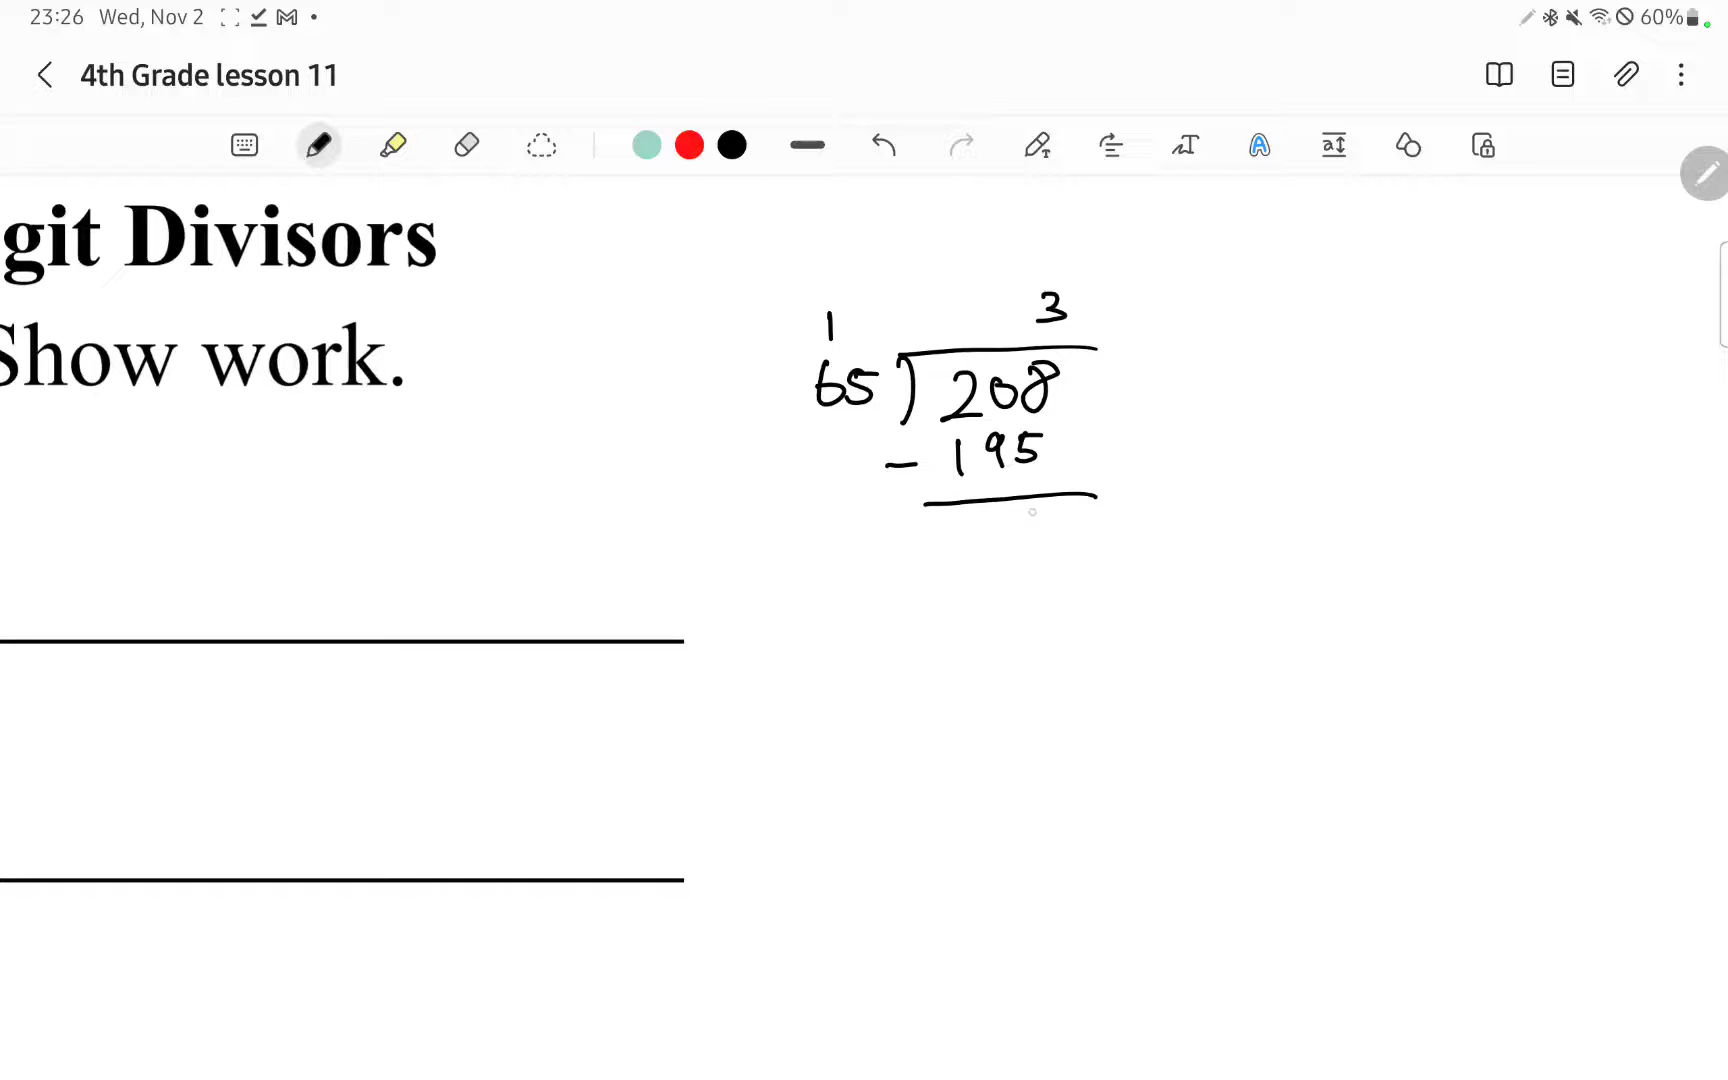 23:26 Wed, Nov 2 60%
4th Grade lesson 11
git Divisors
Show work.
1 3
65 ) 208
- 195